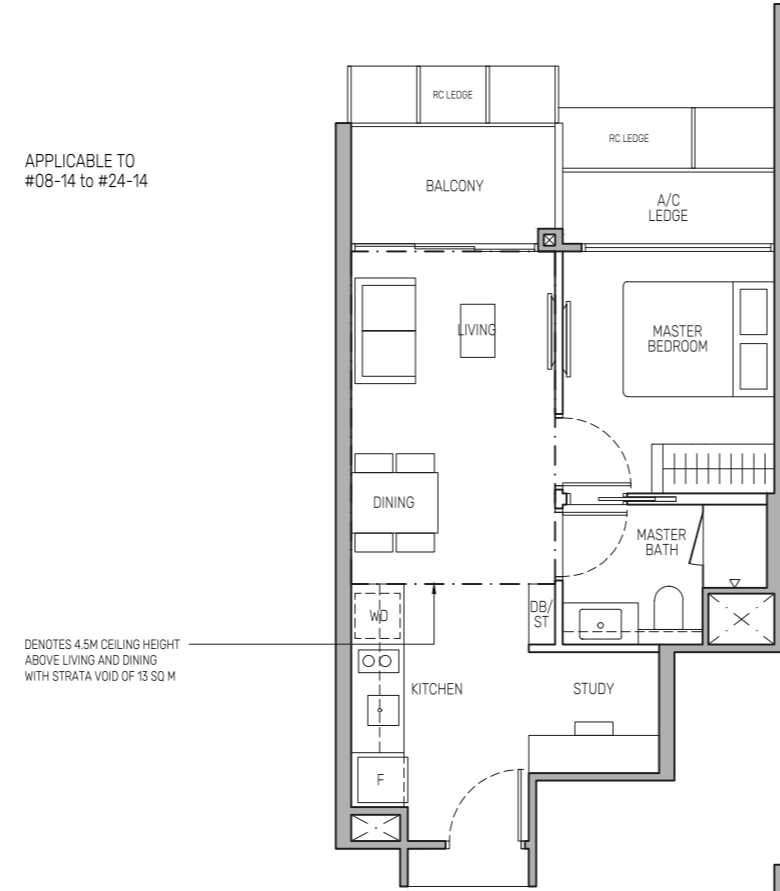 RC LEDGE
RC LEDGE
APPLICABLE TO
#08-14 to #24-14
BALCONY
A/C
LEDGE
LIVING
MASTER
BEDROOM
DINING
MASTER
BATH
WD
DB/
ST
DENOTES 4.5M CEILING HEIGHT
ABOVE LIVING AND DINING
WITH STRATA VOID OF 13 SQ M
KITCHEN
STUDY
F